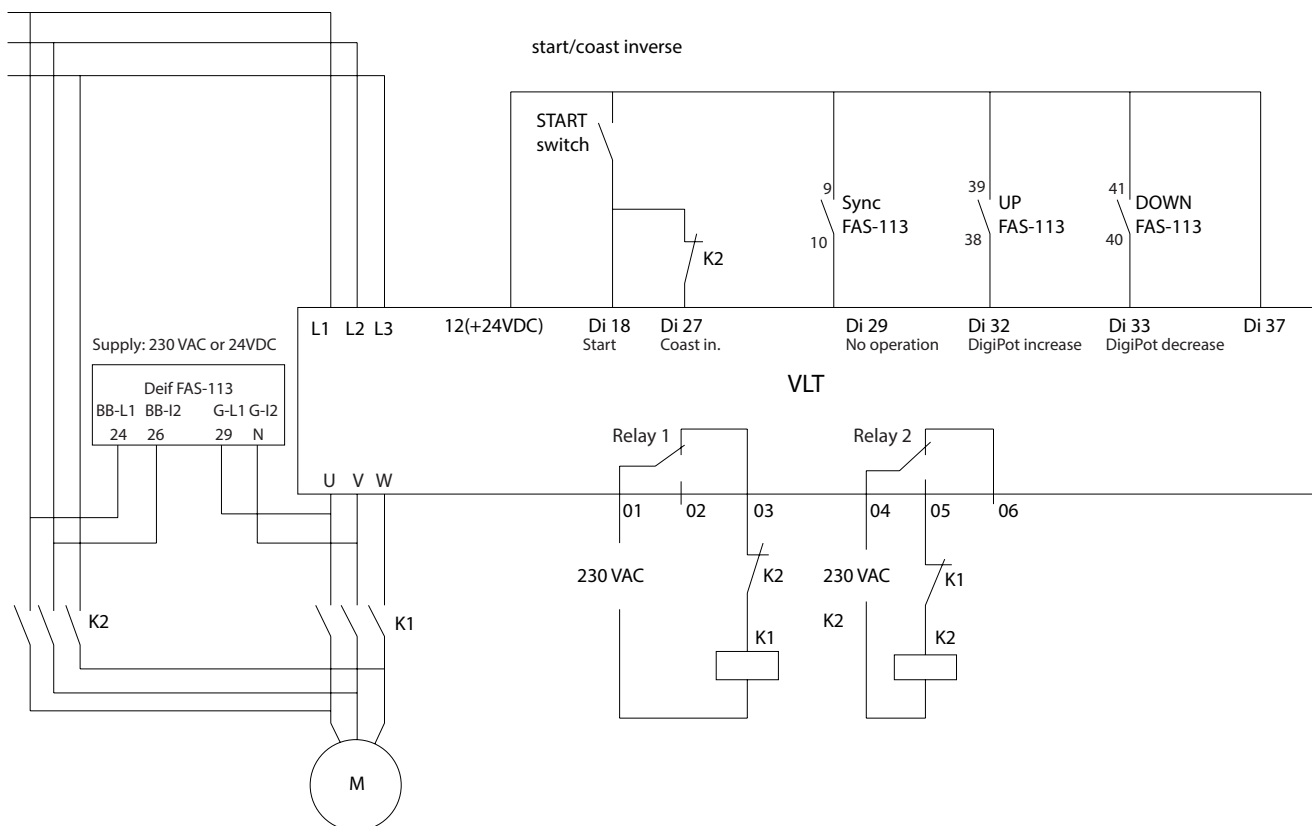 start/coast inverse
START
switch
9
Sync
FAS-113
10
39
UP
FAS-113
38
41
DOWN
FAS-113
40
K2
L1 L2 L3
12(+24VDC)
Di 18
Start
Di 27
Coast in.
Di 29
No operation
Di 32
DigiPot increase
Di 33
DigiPot decrease
Di 37
Supply: 230 VAC or 24VDC
Deif FAS-113
BB-L1 BB-I2 G-L1 G-I2
24 26 29 N
VLT
Relay 1
Relay 2
U V W
01 02 03 04 05 06
230 VAC
K2
230 VAC
K1
K2
K1
K2
K1
K2
M